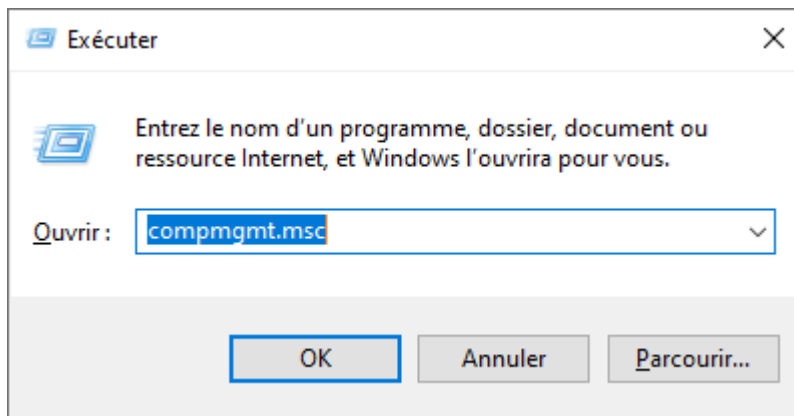 Exécuter
Entrez le nom d'un programme, dossier, document ou
ressource Internet, et Windows l'ouvrira pour vous.
Ouvrir : compmgmt.msc
OK Annuler Parcourir...